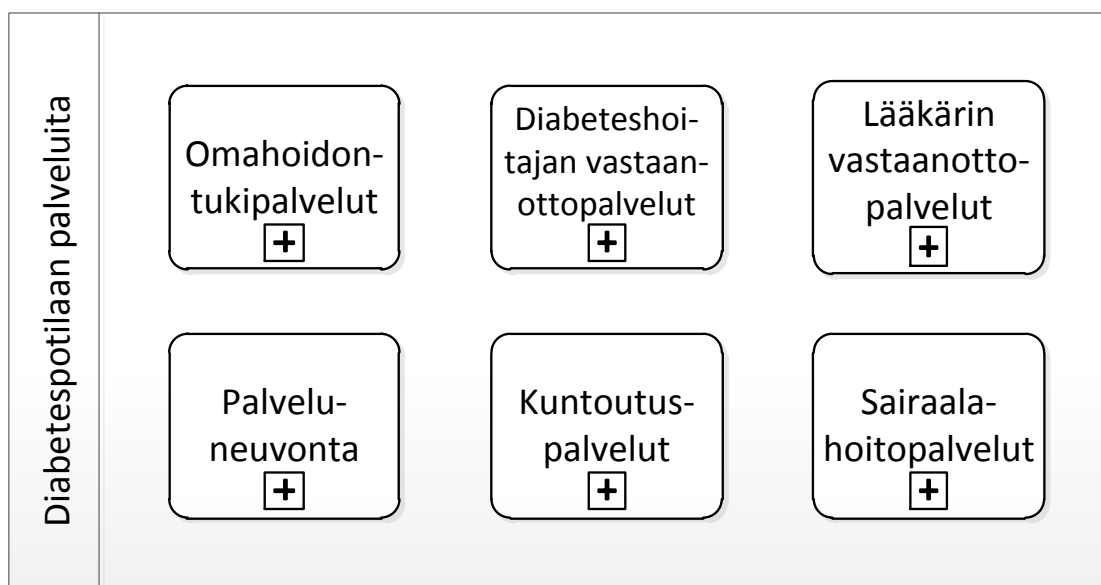 Diabetespotilaan palveluita
Omahoidon-
tukipalvelut
Diabeteshoi-
tajan vastaan-
ottopalvelut
Lääkärin
vastaanotto-
palvelut
Palvelu-
neuvonta
Kuntoutus-
palvelut
Sairaala-
hoitopalvelut